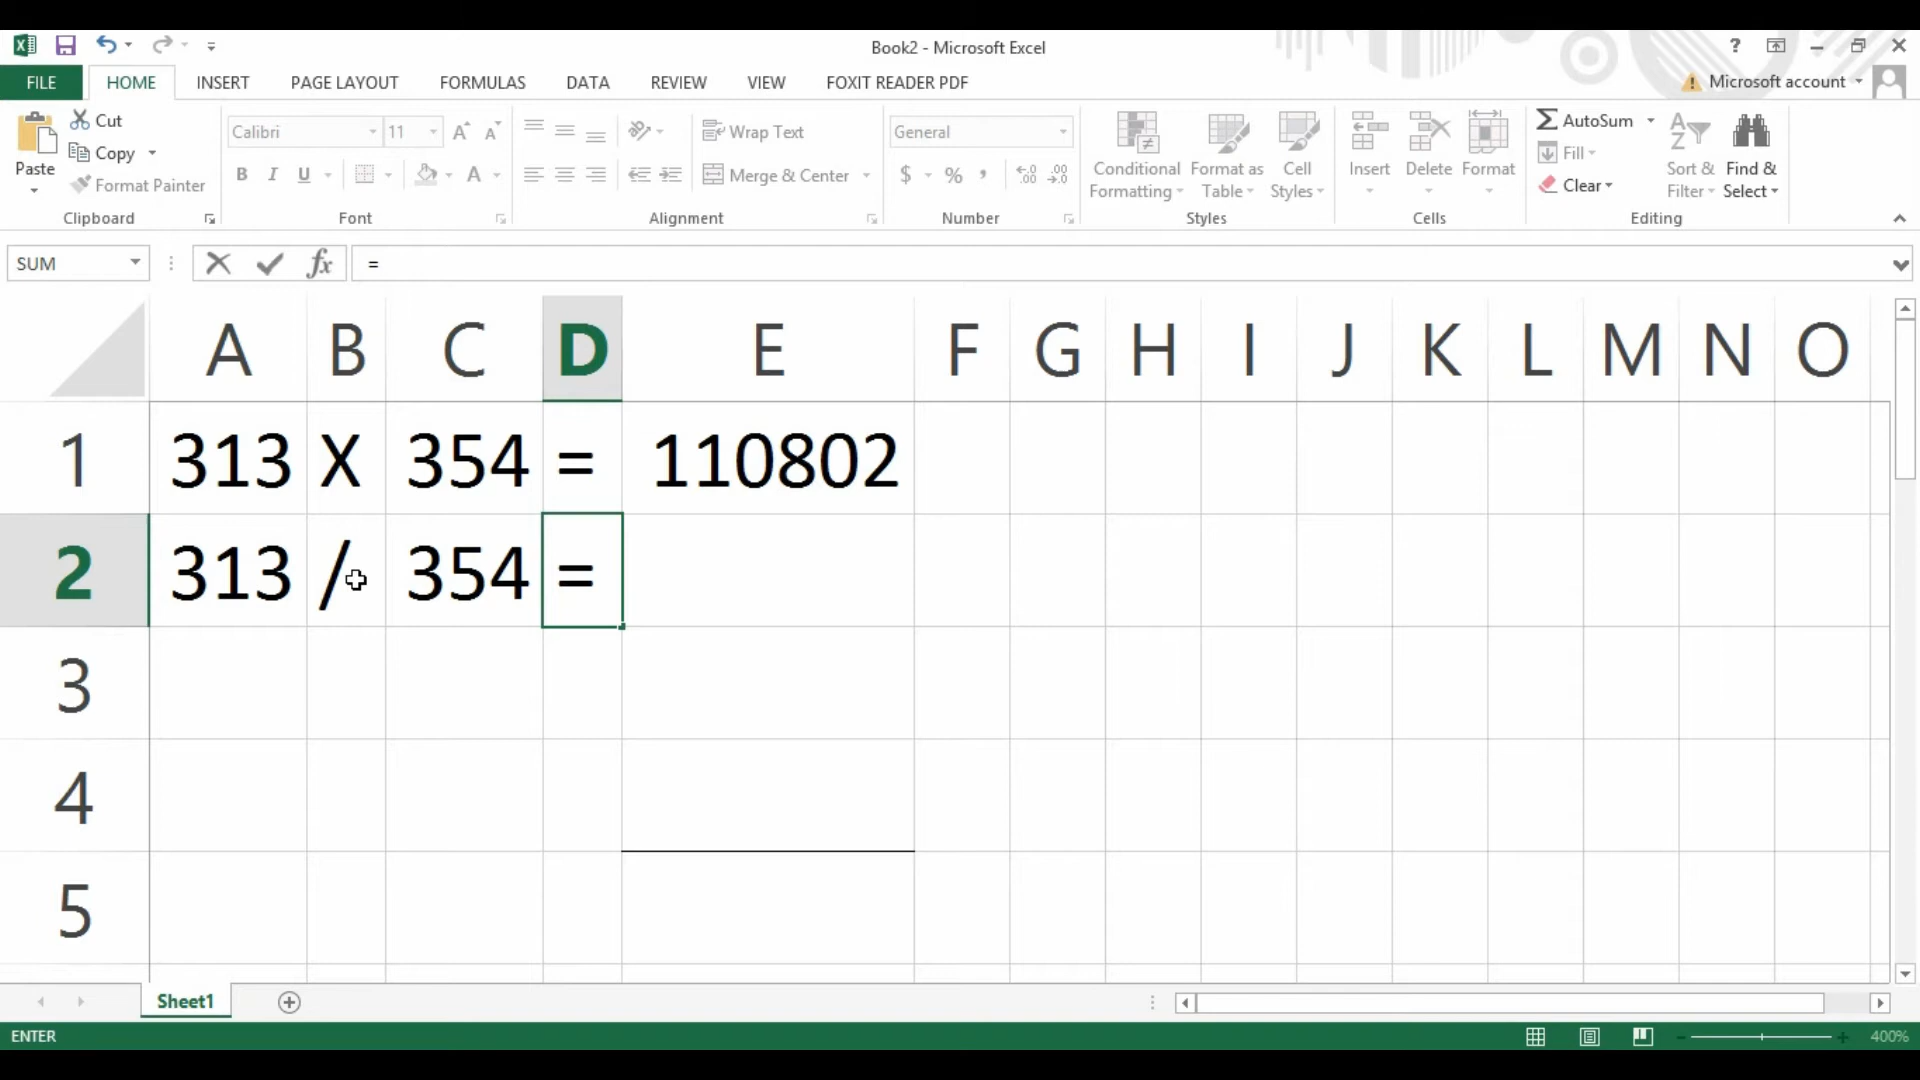 Book2 - Microsoft Excel
?
FILE HOME INSERT PAGE LAYOUT FORMULAS DATA REVIEW VIEW FOXIT READER PDF Microsoft account
Paste
Cut
Copy
Format Painter
Clipboard
Calibri 11
B I U A
Font
Wrap Text
Merge & Center
Alignment
General
$ % ,
Number
Conditional Formatting
Format as Table
Cell Styles
Styles
Insert Delete Format
Cells
AutoSum
Fill
Clear
Sort & Filter
Find & Select
Editing
SUM fx =
A B C D E F G H I J K L M N O
1 313 X 354 = 110802
2 313 / 354 =
3
4
5
Sheet1
ENTER 400%